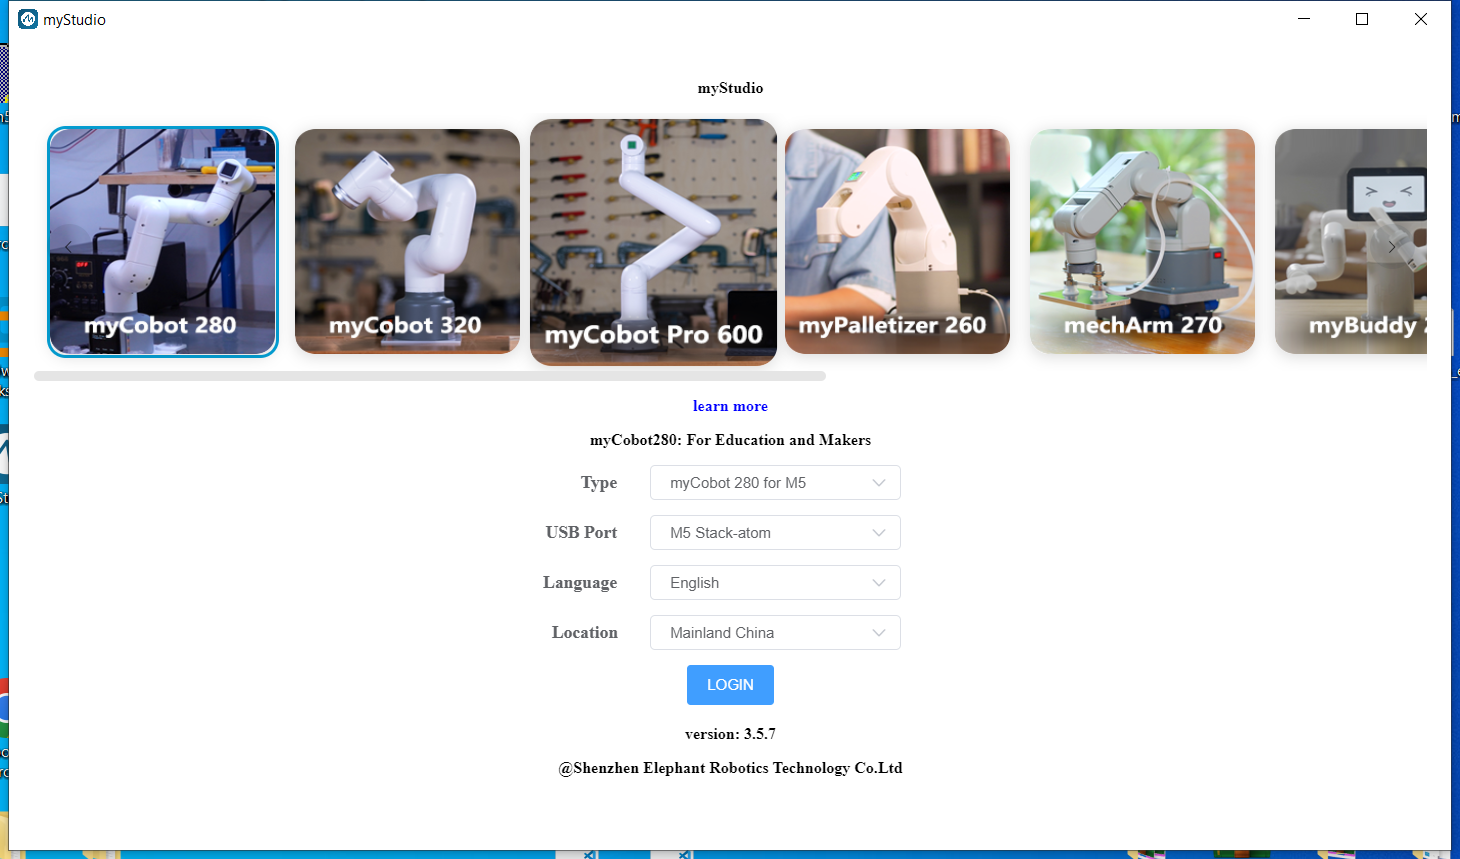 myStudio
myStudio
myCobot 280
myCobot 320
myCobot Pro 600
myPalletizer 260
mechArm 270
myBuddy
learn more
myCobot280: For Education and Makers
Type
myCobot 280 for M5
USB Port
M5 Stack-atom
Language
English
Location
Mainland China
LOGIN
version: 3.5.7
@Shenzhen Elephant Robotics Technology Co.Ltd